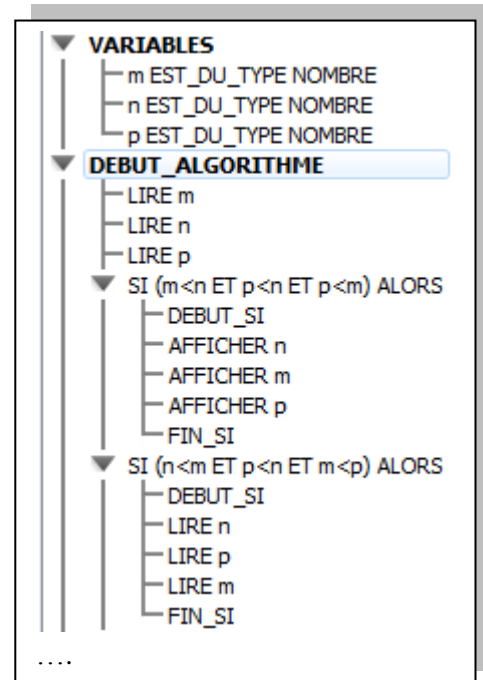 VARIABLES
m EST_DU_TYPE NOMBRE
n EST_DU_TYPE NOMBRE
p EST_DU_TYPE NOMBRE
DEBUT_ALGORITHME
LIRE m
LIRE n
LIRE p
SI (m<n ET p<n ET p<m) ALORS
DEBUT_SI
AFFICHER n
AFFICHER m
AFFICHER p
FIN_SI
SI (n<m ET p<n ET m<p) ALORS
DEBUT_SI
LIRE n
LIRE p
LIRE m
FIN_SI
....